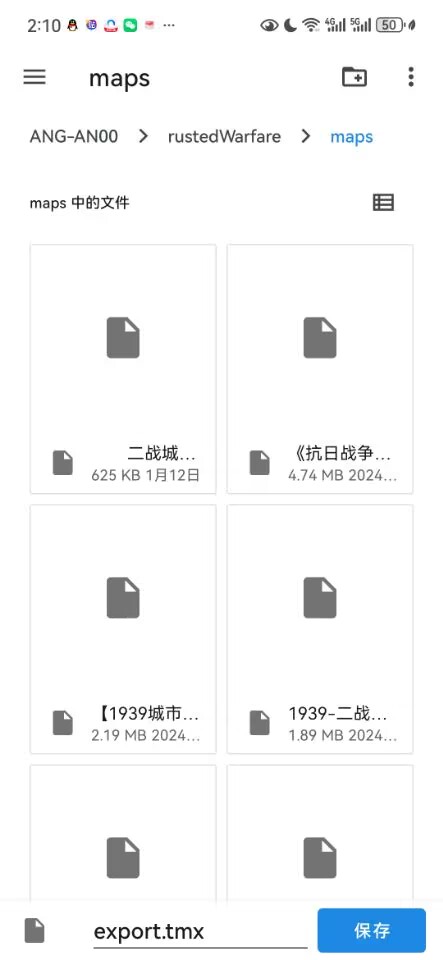 2:10 4G 5G 50
maps
ANG-AN00 rustedWarfare maps
maps 中的文件
二战城...
625 KB 1月12日
《抗日战争...
4.74 MB 2024...
【1939城市...
2.19 MB 2024...
1939-二战...
1.89 MB 2024...
export.tmx
保存